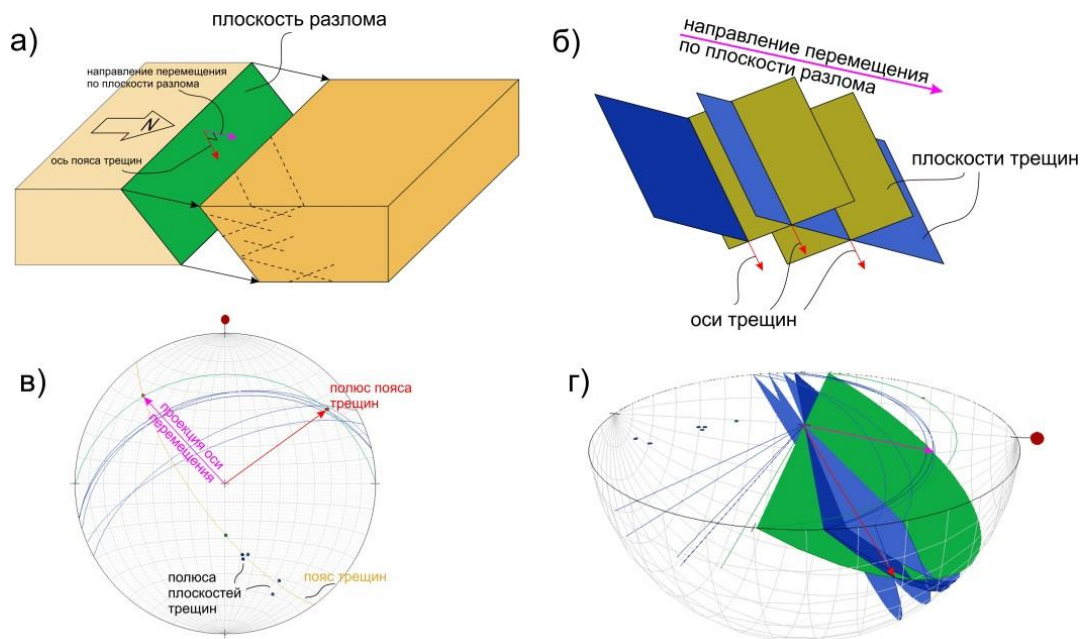 а)
плоскость разлома
направление перемещения
по плоскости разлома
N
ось пояса трещин
б)
направление перемещения
по плоскости разлома
плоскости трещин
оси трещин
в)
полюс пояса
трещин
проекция оси
перемещения
полюса
плоскостей
трещин
пояс трещин
г)